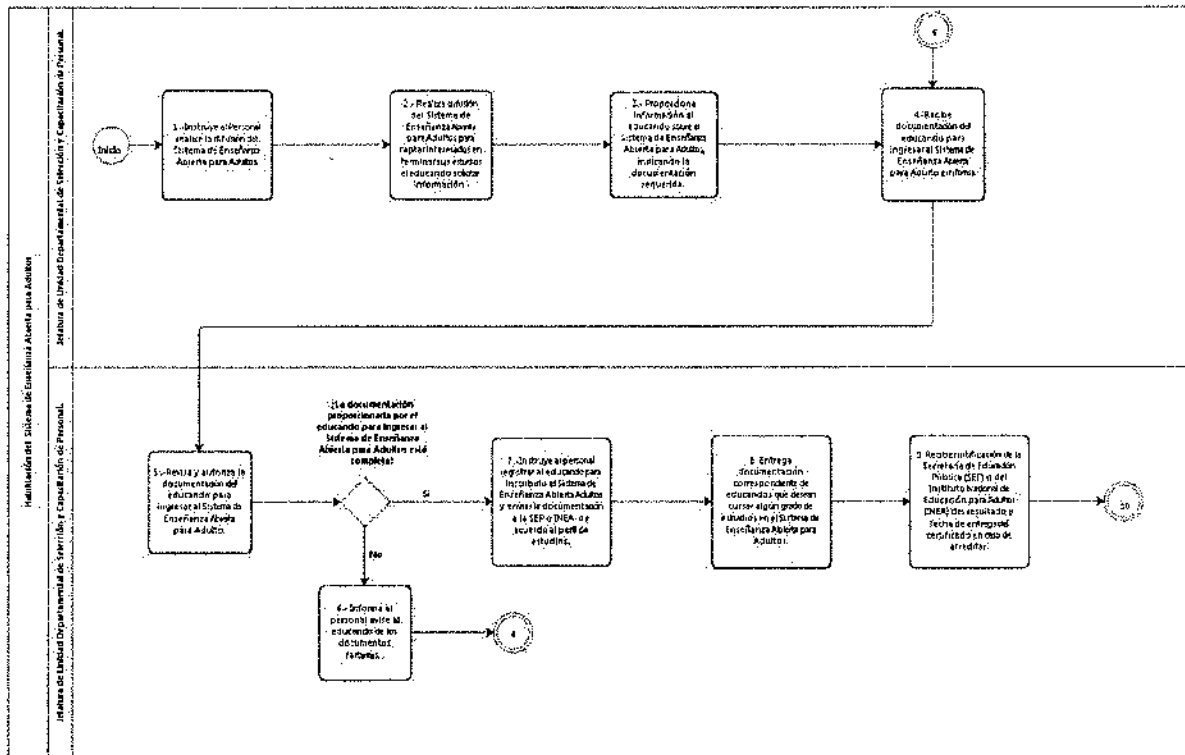 Habilitación del Sistema de Enseñanza Abierta para Adultos
Jefatura de Unidad Departamental de Selección y Capacitación de Personal.
Inicio
1.- Instruye al Personal
realice la difusión del
Sistema de Enseñanza
Abierta para Adultos
2.- Realiza difusión
del Sistema de
Enseñanza Abierta
para Adultos para
captar interesados en
terminar sus estudios
el educando solicitar
información
3.- Proporciona
información al
educando sobre el
Sistema de Enseñanza
Abierta para Adulto,
indicando la
documentación
requerida.
6
4.- Recibe
documentación del
educando para
ingresar al Sistema de
Enseñanza Abierta
para Adulto
Jefatura de Unidad Departamental de Selección y Capacitación de Personal.
5.- Revisa y autoriza la
documentación del
educando para
ingresar al Sistema de
Enseñanza Abierta
para Adulto.
¿La documentación
proporcionada por el
educando para ingresar al
Sistema de Enseñanza
Abierta para Adultos está
completa?
Si
No
6.- Informa al
personal avise al
educando de los
documentos
faltantes.
4
7.- Instruye al personal
registrar al educando para
incorporarlo al Sistema de
Enseñanza Abierta Adultos
y enviar la documentación
a la SEP o INEA de
acuerdo al perfil de
estudios.
8. Entrega
documentación
correspondiente de
educandos que desean
cursar algún grado de
estudios en el Sistema de
Enseñanza Abierta para
Adultos.
9. Recibe notificación de la
Secretaría de Educación
Pública (SEP) o del
Instituto Nacional de
Educación para Adultos
(INEA) del resultado y
fecha de entrega del
certificado en caso de
acreditar.
10